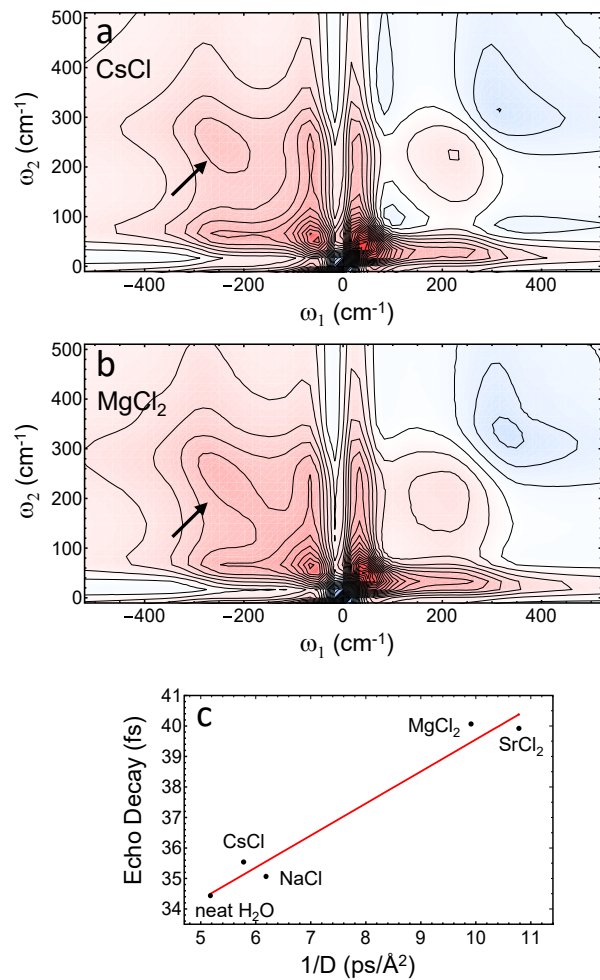 a
CsCl
500
400
300
200
100
0
ω₂ (cm⁻¹)
−400 −200 0 200 400
ω₁ (cm⁻¹)
b
MgCl₂
500
400
300
200
100
0
ω₂ (cm⁻¹)
−400 −200 0 200 400
ω₁ (cm⁻¹)
c
41
40
39
38
37
36
35
34
Echo Decay (fs)
MgCl₂
SrCl₂
CsCl
NaCl
neat H₂O
5 6 7 8 9 10 11
1/D (ps/Å²)